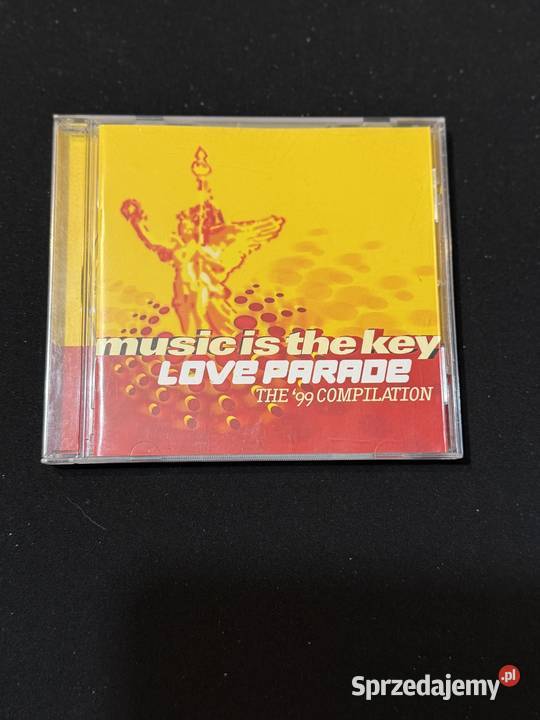 music is the key
LOVE PARADE
THE '99 COMPILATION
Sprzedajemy.pl